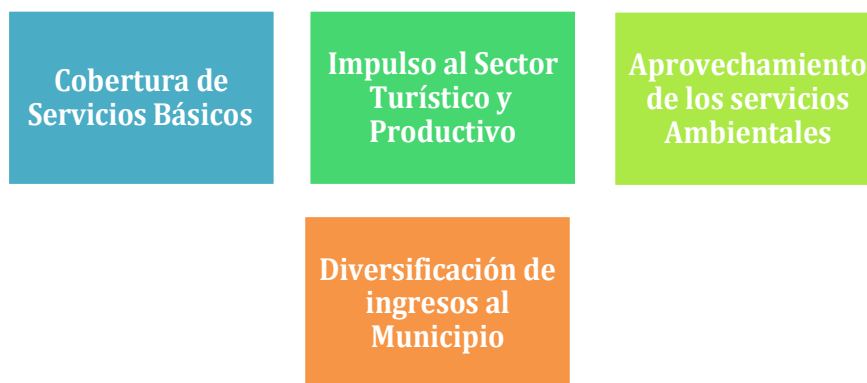 Cobertura de
Servicios Básicos
Impulso al Sector
Turístico y
Productivo
Aprovechamiento
de los servicios
Ambientales
Diversificación de
ingresos al
Municipio